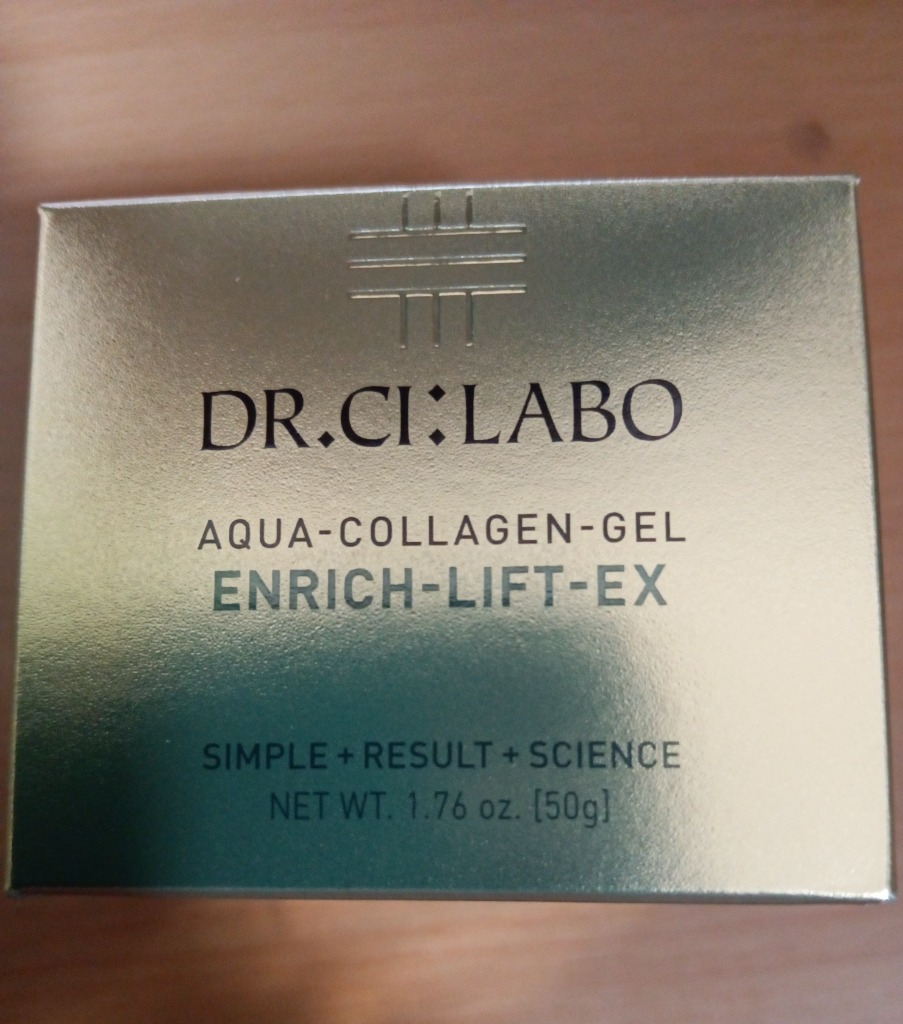 DR.CI:LABO
AQUA-COLLAGEN-GEL
ENRICH-LIFT-EX
SIMPLE + RESULT + SCIENCE
NET WT. 1.76 oz. [50g]